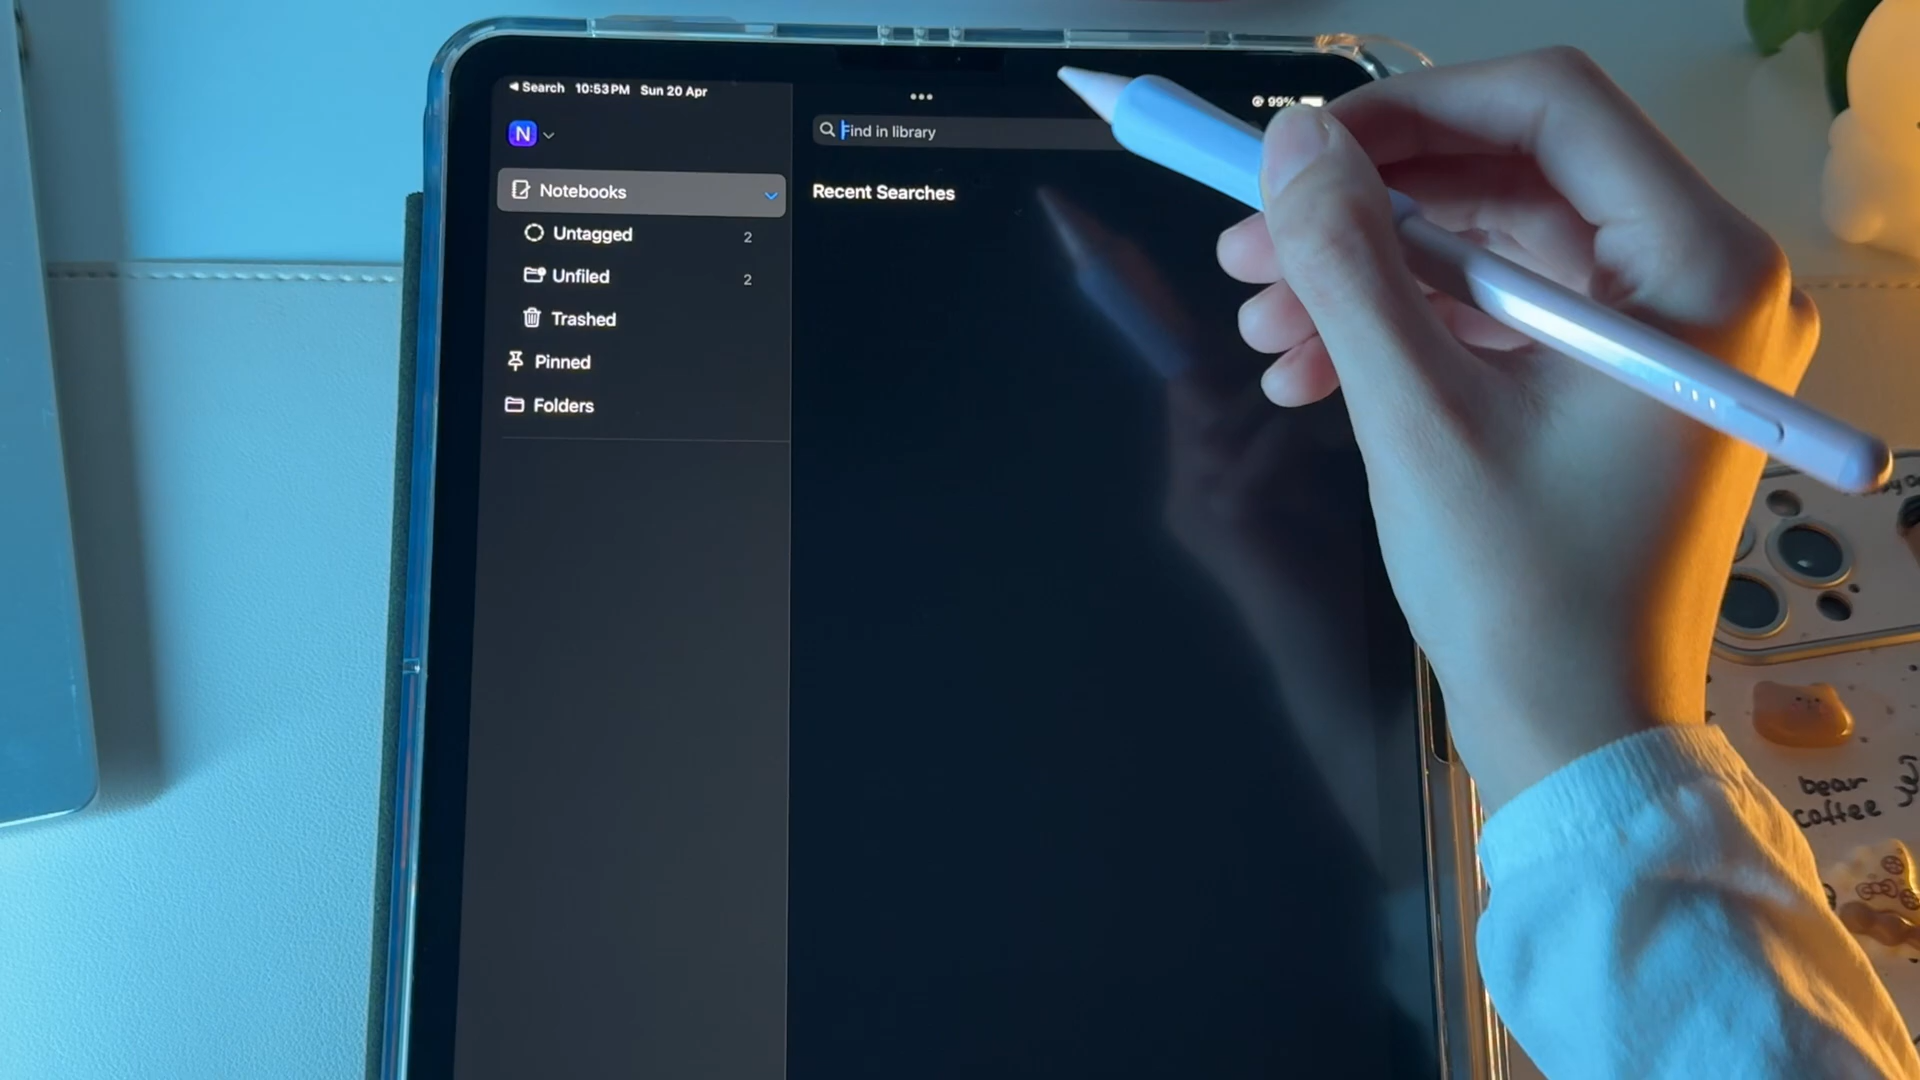 Search 10:53 PM Sun 20 Apr
99%
N
Find in library
Notebooks
Recent Searches
Untagged 2
Unfiled 2
Trashed
Pinned
Folders
bear
coffee